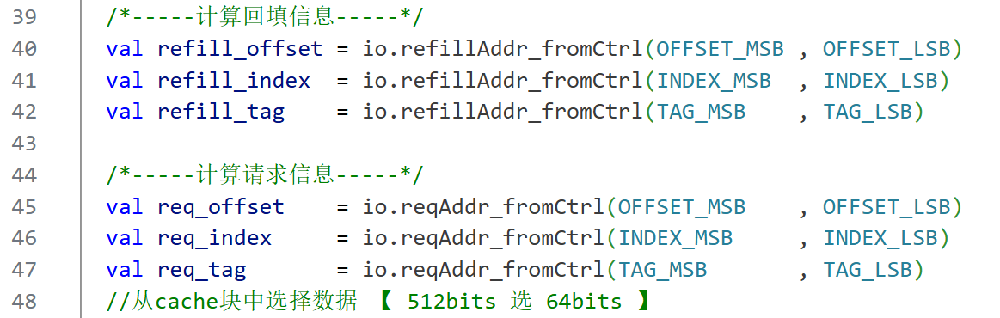 39 /*-----计算回填信息-----*/
40 val refill_offset = io.refillAddr_fromCtrl(OFFSET_MSB , OFFSET_LSB)
41 val refill_index  = io.refillAddr_fromCtrl(INDEX_MSB  , INDEX_LSB)
42 val refill_tag    = io.refillAddr_fromCtrl(TAG_MSB    , TAG_LSB)
43
44 /*-----计算请求信息-----*/
45 val req_offset    = io.reqAddr_fromCtrl(OFFSET_MSB    , OFFSET_LSB)
46 val req_index     = io.reqAddr_fromCtrl(INDEX_MSB     , INDEX_LSB)
47 val req_tag       = io.reqAddr_fromCtrl(TAG_MSB       , TAG_LSB)
48 //从cache块中选择数据 【 512bits 选 64bits 】